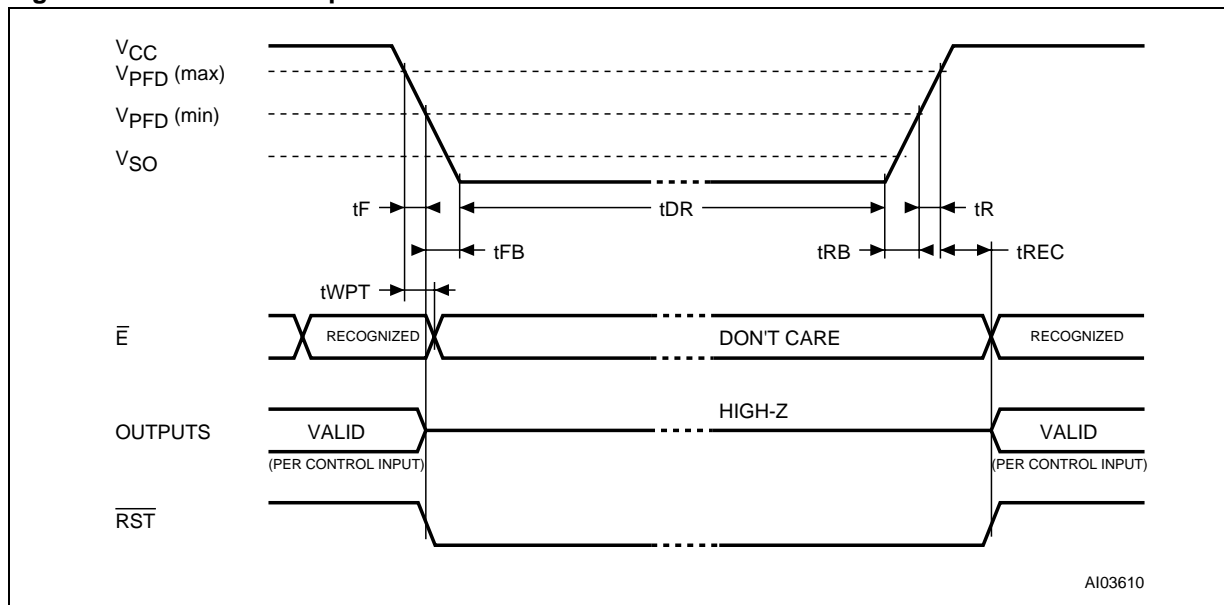 VCC
VPFD (max)
VPFD (min)
VSO
tF
tDR
tR
tFB
tRB
tREC
tWPT
E̅
RECOGNIZED
DON'T CARE
RECOGNIZED
HIGH-Z
OUTPUTS
VALID
VALID
(PER CONTROL INPUT)
(PER CONTROL INPUT)
R̅S̅T̅
AI03610